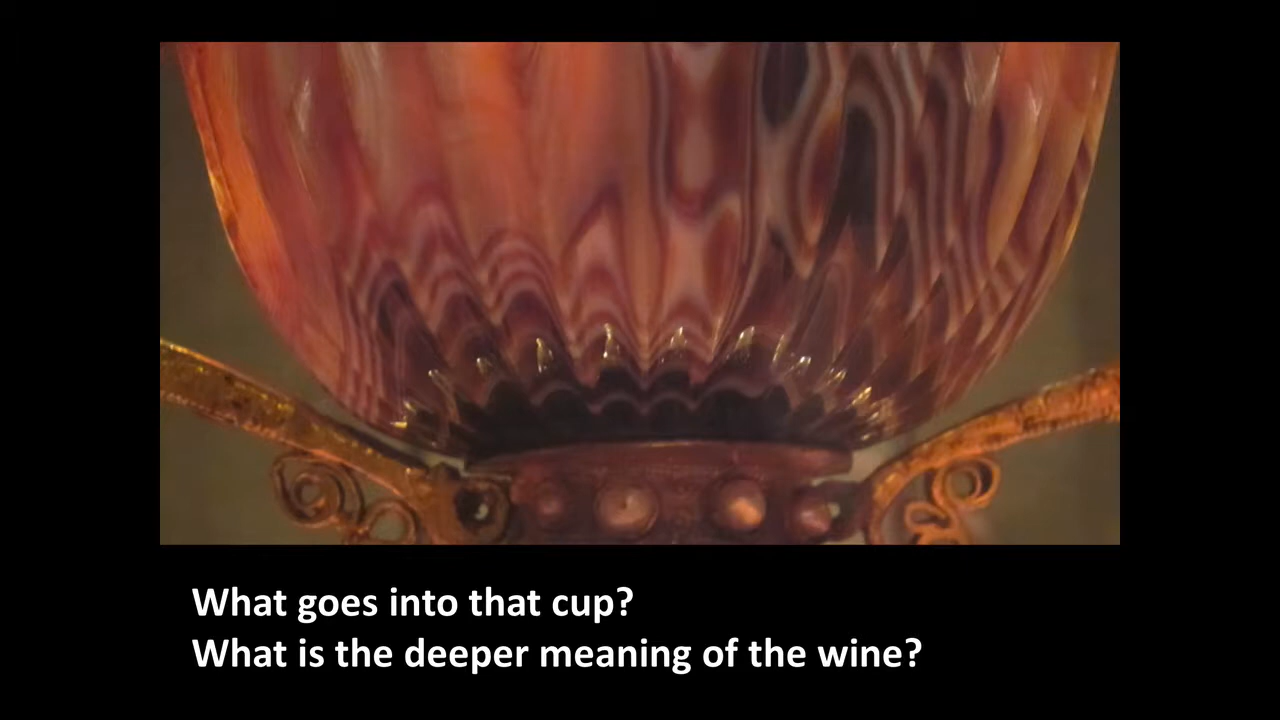 What goes into that cup?
What is the deeper meaning of the wine?